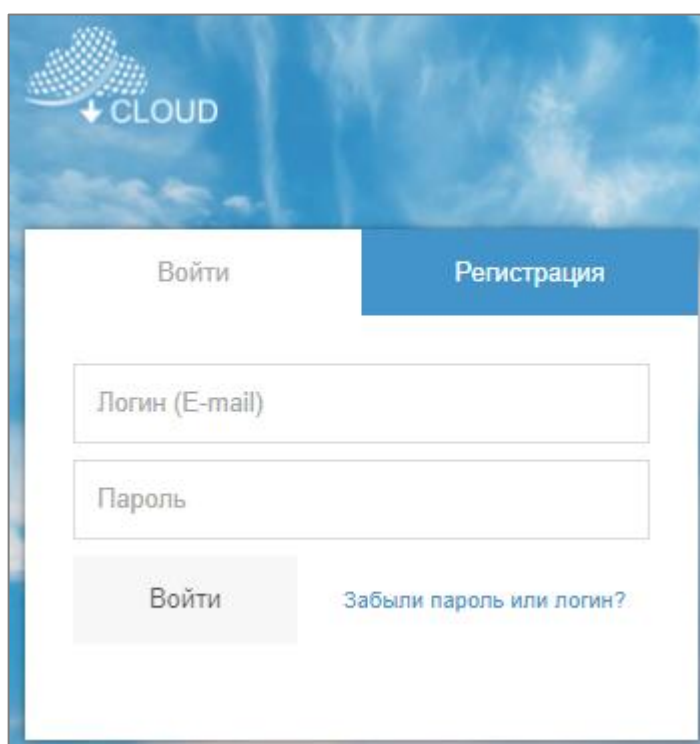 CLOUD
Войти Регистрация
Логин (E-mail)
Пароль
Войти Забыли пароль или логин?